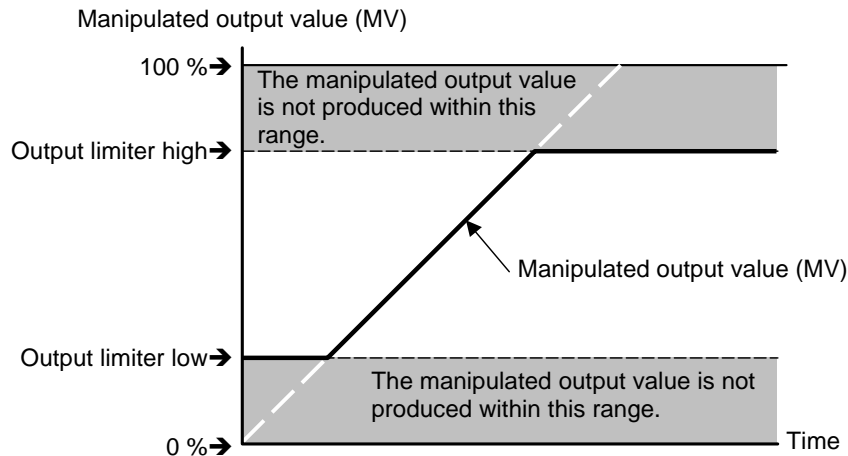 Manipulated output value (MV)
100 %
The manipulated output value
is not produced within this
range.
Output limiter high
Manipulated output value (MV)
Output limiter low
The manipulated output value is not
produced within this range.
0 %
Time